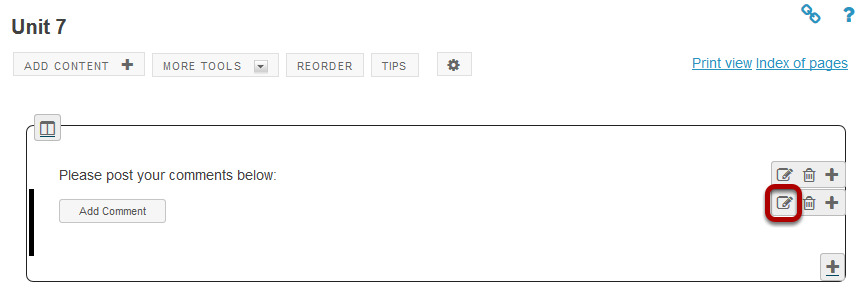 Unit 7
ADD CONTENT MORE TOOLS REORDER TIPS
Print view Index of pages
Please post your comments below:
Add Comment